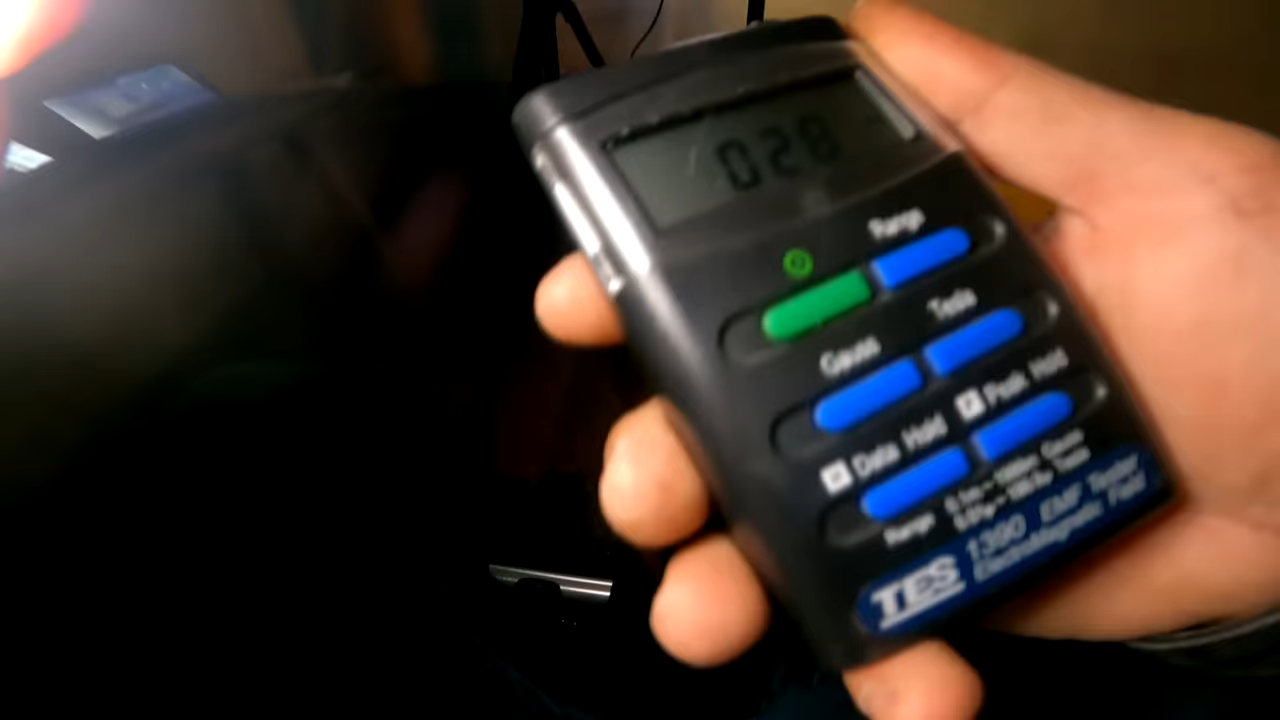 028
Range
Gauss Tesla
Data Hold P Peak Hold
Range
TES 1390 EMF Tester
ElectroMagnetic Field